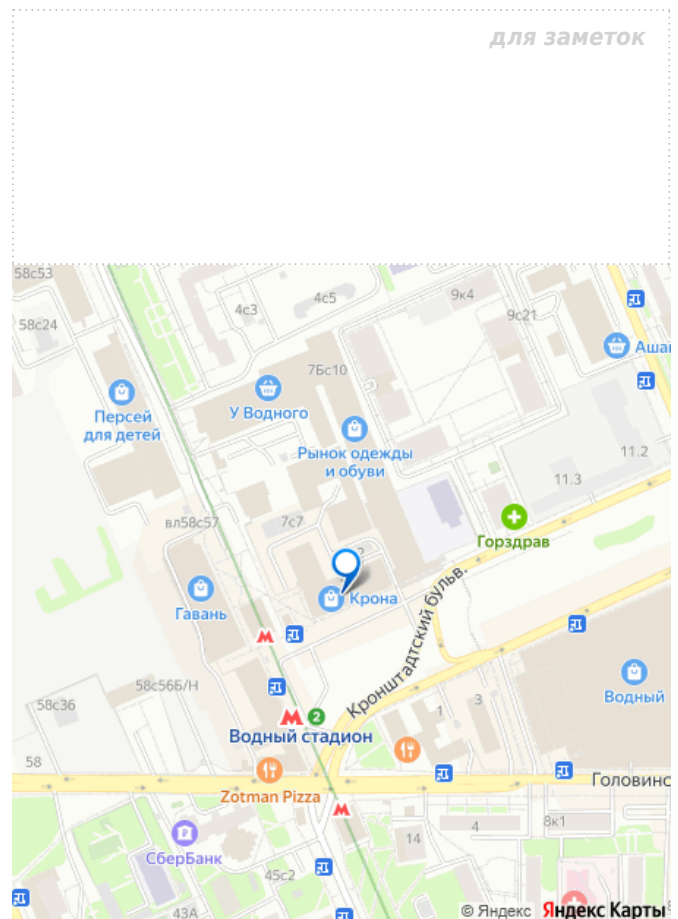 для заметок
58с53
58с24
4с3
4с5
9к4
9с21
Ашан
7Бс10
У Водного
Персей
для детей
Рынок одежды
и обуви
11.2
11.3
Горздрав
вл58с57
7с7
Крона
Гавань
Кронштадтский бульв.
58с56Б/Н
58с36
Водный
3
1
2
Водный стадион
58
Zotman Pizza
Головинс
8к1
4
14
СберБанк
45с2
43А
© Яндекс Яндекс Карты